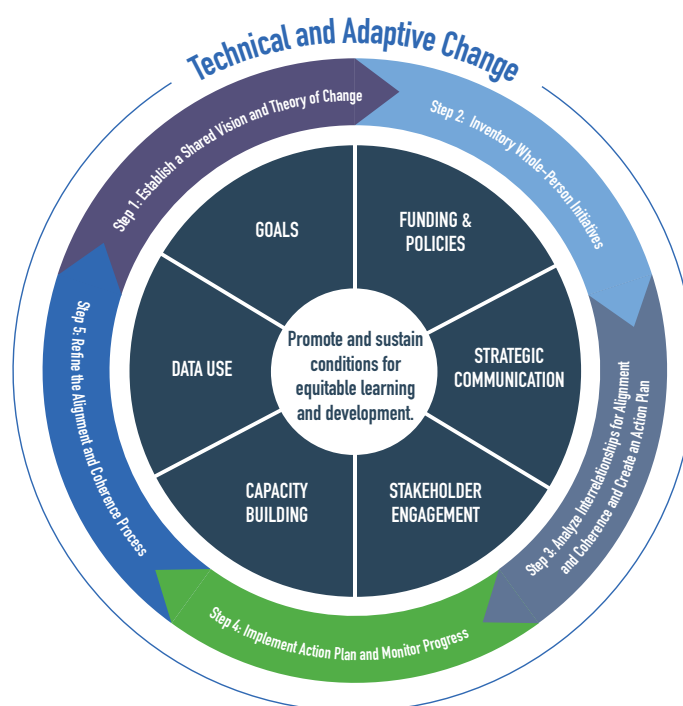 Technical and Adaptive Change
Step 1: Establish a Shared Vision and Theory of Change
Step 2: Inventory Whole-Person Initiatives
Step 3: Analyze Interrelationships for Alignment
and Coherence and Create an Action Plan
Step 4: Implement Action Plan and Monitor Progress
Step 5: Refine the Alignment and Coherence Process
GOALS
FUNDING &
POLICIES
STRATEGIC
COMMUNICATION
STAKEHOLDER
ENGAGEMENT
CAPACITY
BUILDING
DATA USE
Promote and sustain
conditions for
equitable learning
and development.